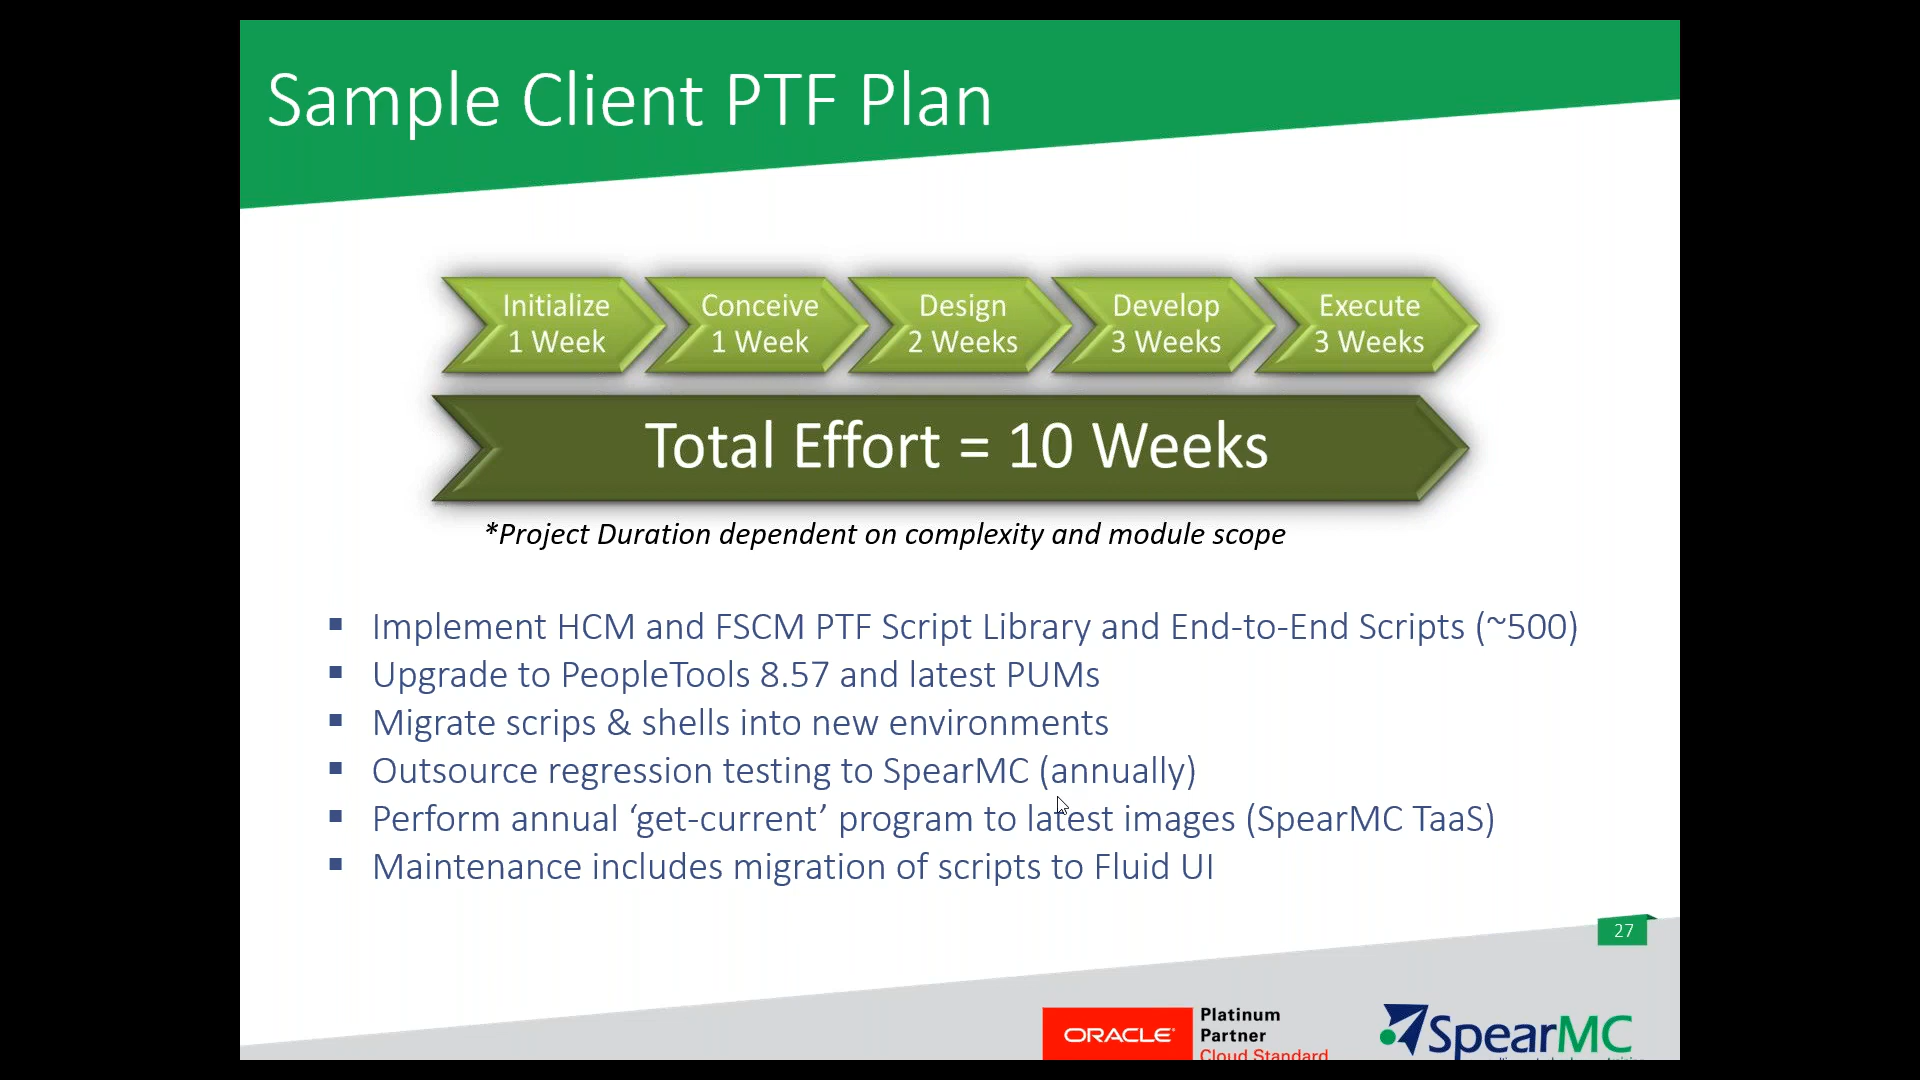 Sample Client PTF Plan
Initialize
1 Week
Conceive
1 Week
Design
2 Weeks
Develop
3 Weeks
Execute
3 Weeks
Total Effort = 10 Weeks
*Project Duration dependent on complexity and module scope
▪ Implement HCM and FSCM PTF Script Library and End-to-End Scripts (~500)
▪ Upgrade to PeopleTools 8.57 and latest PUMs
▪ Migrate scrips & shells into new environments
▪ Outsource regression testing to SpearMC (annually)
▪ Perform annual ‘get-current’ program to latest images (SpearMC TaaS)
▪ Maintenance includes migration of scripts to Fluid UI
27
ORACLE
Platinum
Partner
Cloud Standard
SpearMC